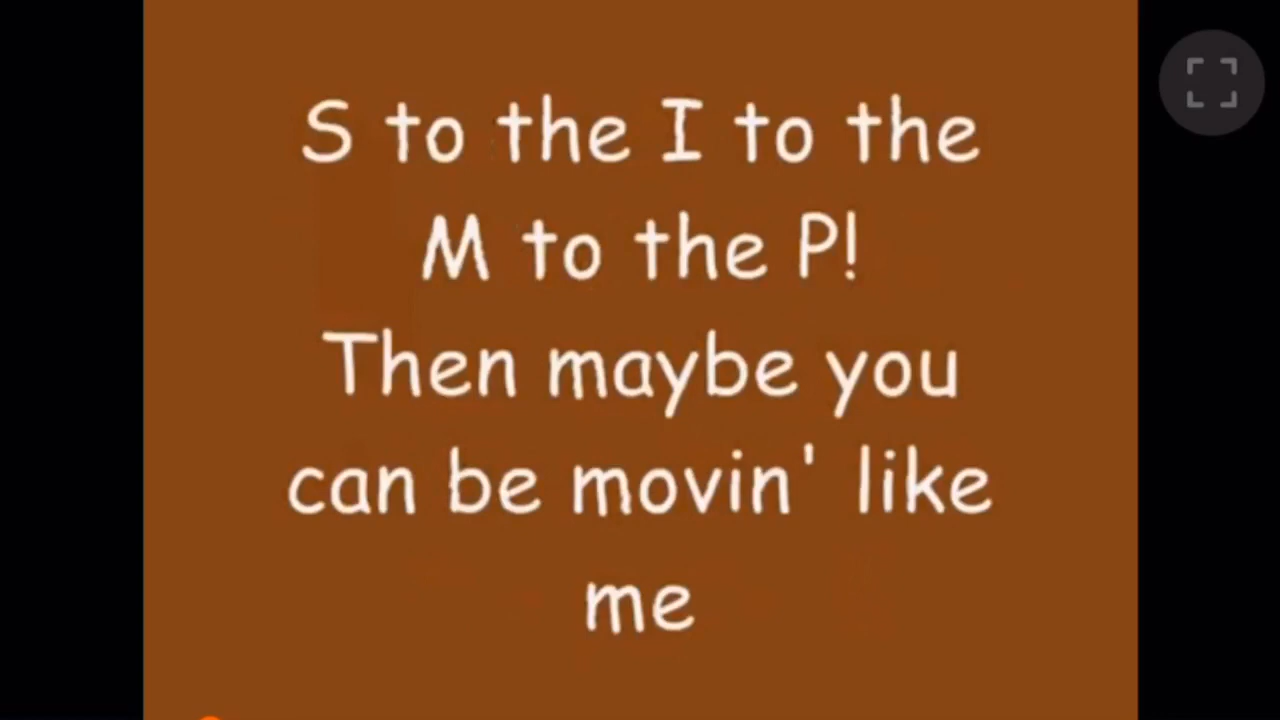 S to the I to the
M to the P!
Then maybe you
can be movin' like
me